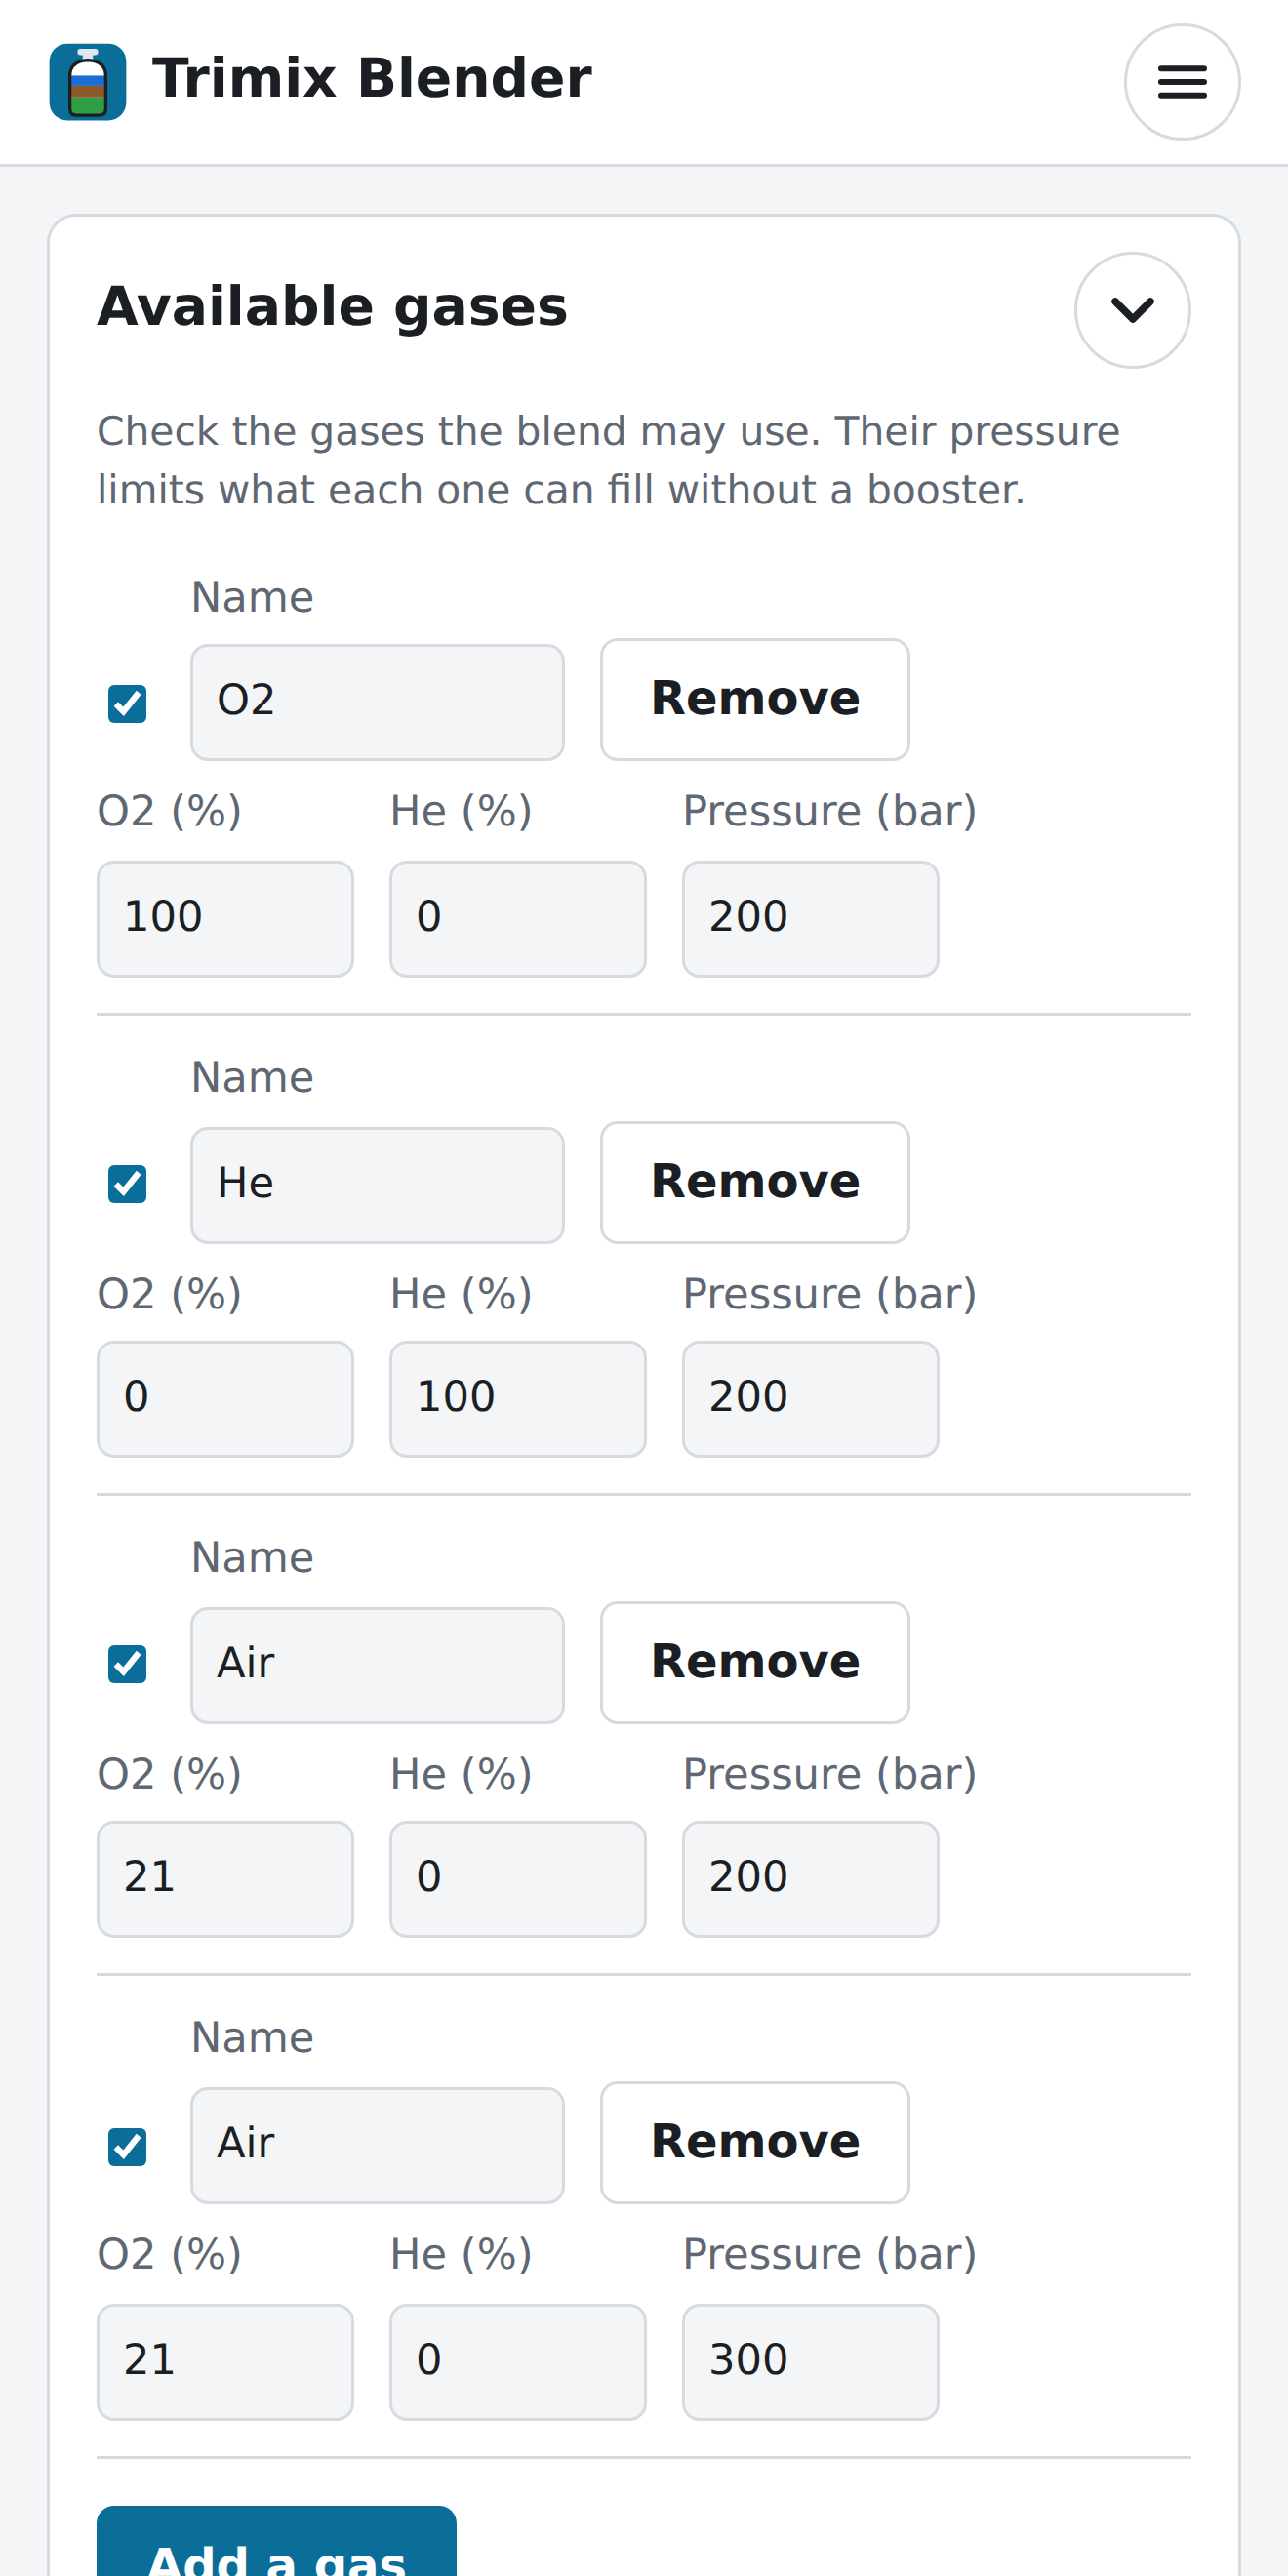 Trimix Blender
Available gases
Check the gases the blend may use. Their pressure
limits what each one can fill without a booster.
Name
O2 Remove
O2 (%) He (%) Pressure (bar)
100 0 200
Name
He Remove
O2 (%) He (%) Pressure (bar)
0 100 200
Name
Air Remove
O2 (%) He (%) Pressure (bar)
21 0 200
Name
Air Remove
O2 (%) He (%) Pressure (bar)
21 0 300
Add a gas